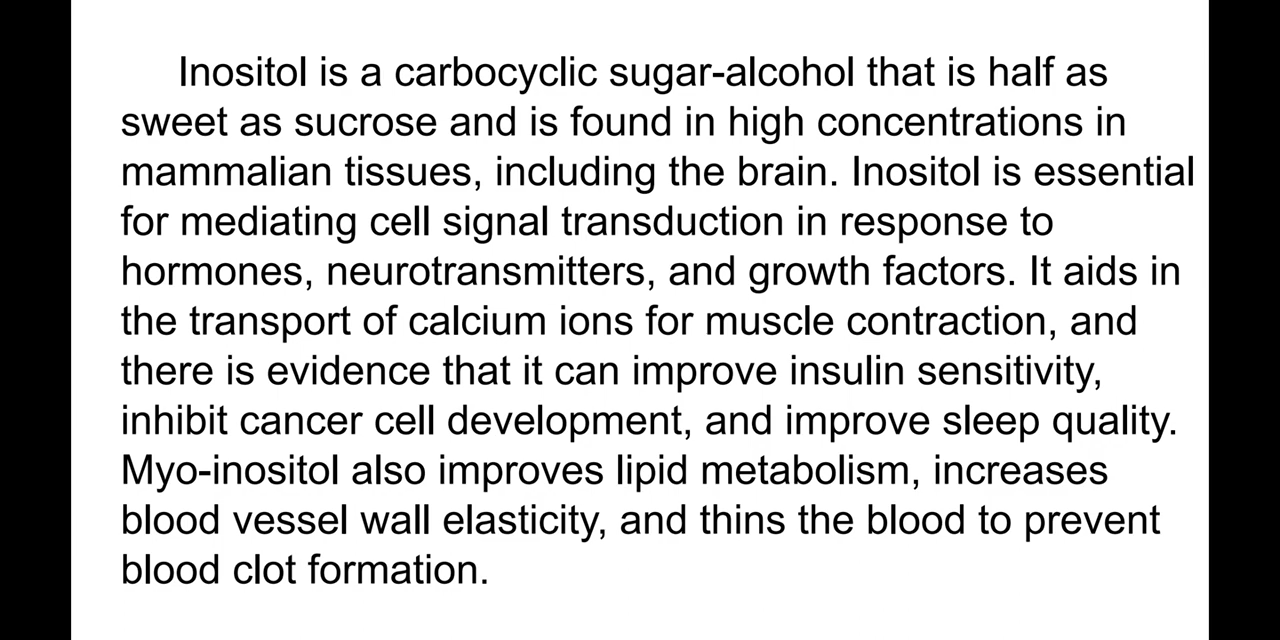 Inositol is a carbocyclic sugar-alcohol that is half as
sweet as sucrose and is found in high concentrations in
mammalian tissues, including the brain. Inositol is essential
for mediating cell signal transduction in response to
hormones, neurotransmitters, and growth factors. It aids in
the transport of calcium ions for muscle contraction, and
there is evidence that it can improve insulin sensitivity,
inhibit cancer cell development, and improve sleep quality.
Myo-inositol also improves lipid metabolism, increases
blood vessel wall elasticity, and thins the blood to prevent
blood clot formation.